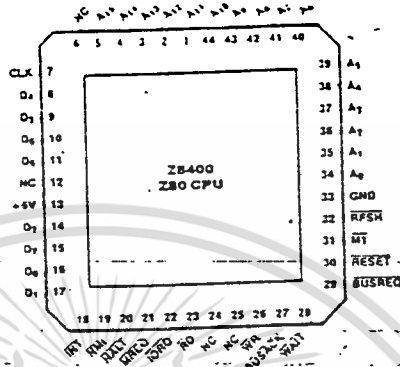 NC A15 A14 A13 A12 A11 A10 A9 A8 A7 A6
6 5 4 3 2 1 44 43 42 41 40
CLK 7
D4 8
D3 9
D5 10
D6 11
NC 12
+5V 13
D2 14
D7 15
D0 16
D1 17
Z8400
Z80 CPU
39 A5
38 A4
37 A3
36 A2
35 A1
34 A0
33 GND
32 RFSH
31 M1
30 RESET
29 BUSREQ
18 19 20 21 22 23 24 25 26 27 28
INT NMI HALT MREQ IORQ RD NC NC WR BUSACK WAIT